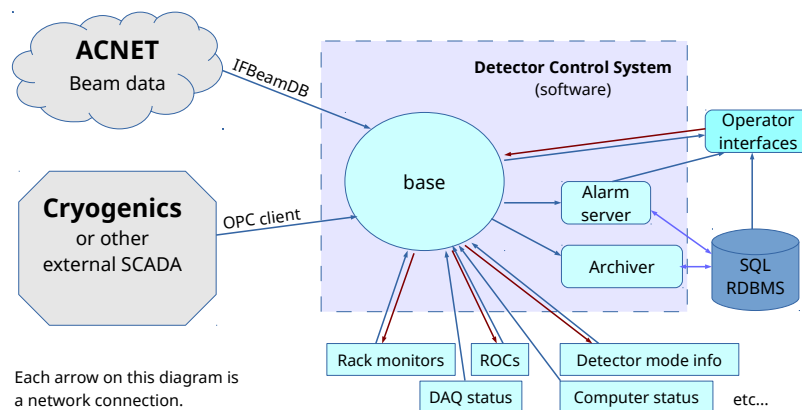 ACNET
Beam data
IFBeamDB
Detector Control System
(software)
Operator
interfaces
base
Cryogenics
or other
external SCADA
OPC client
Alarm
server
Archiver
SQL
RDBMS
Rack monitors
ROCs
Detector mode info
DAQ status
Computer status
etc...
Each arrow on this diagram is
a network connection.